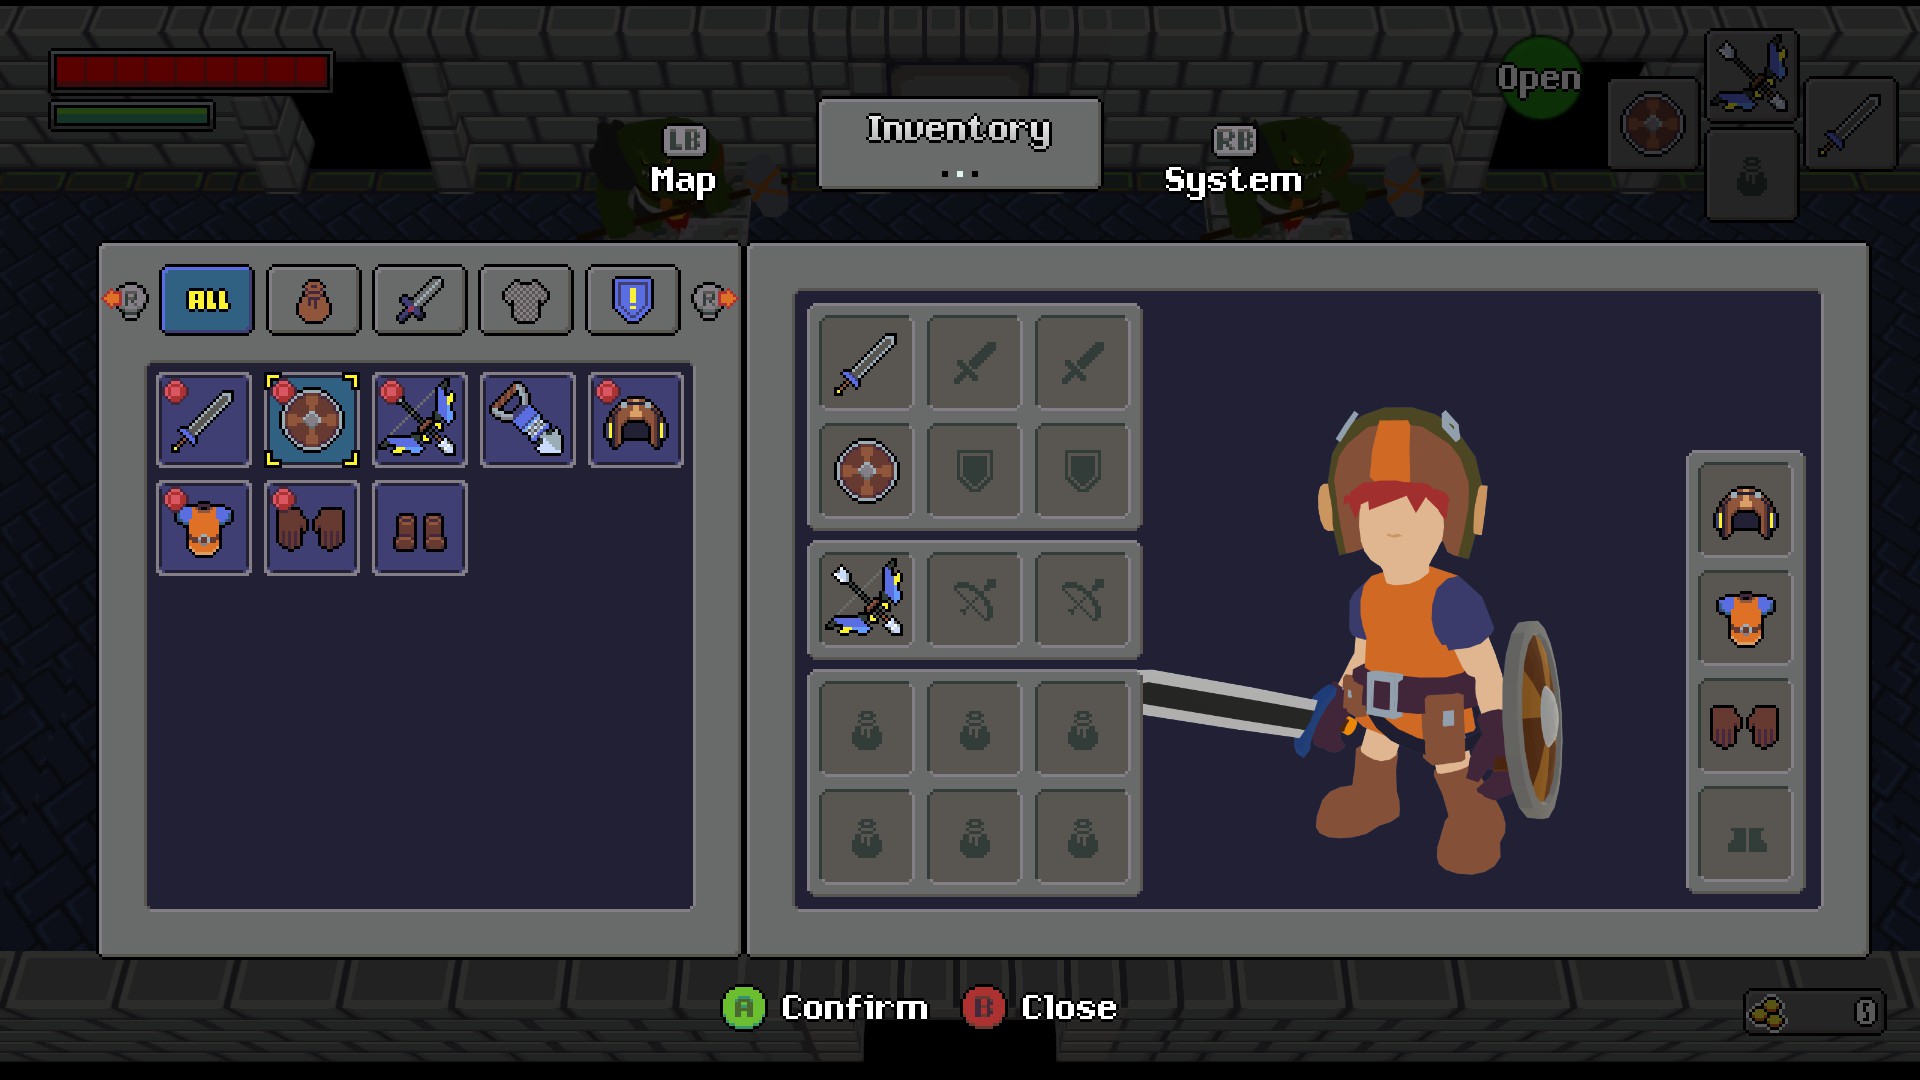 Open
Inventory
LB
Map
RB
System
R
ALL
!
R
A Confirm
B Close
0